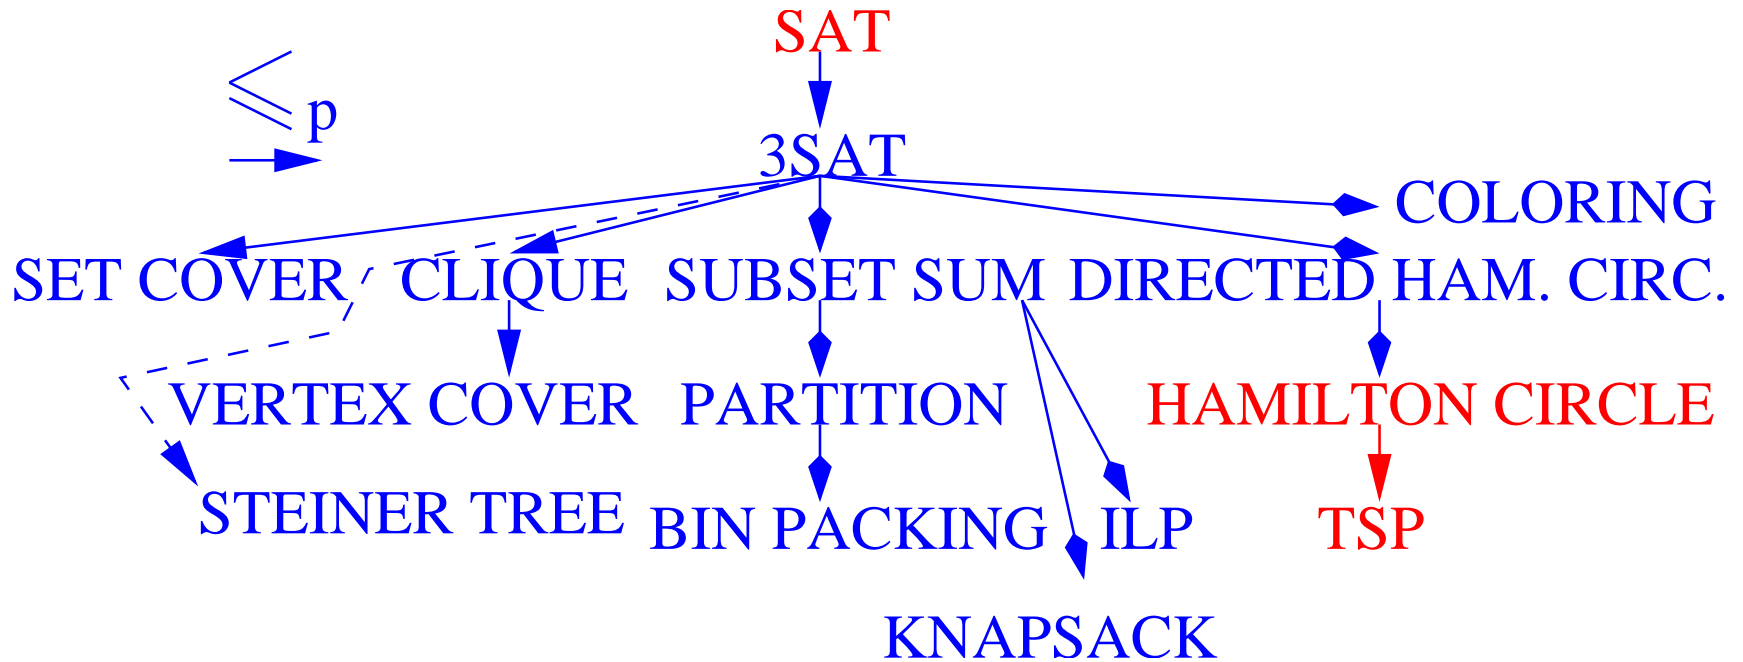 SAT
≤ p
3SAT
COLORING
SET COVER CLIQUE SUBSET SUM DIRECTED HAM. CIRC.
VERTEX COVER PARTITION HAMILTON CIRCLE
STEINER TREE BIN PACKING ILP TSP
KNAPSACK